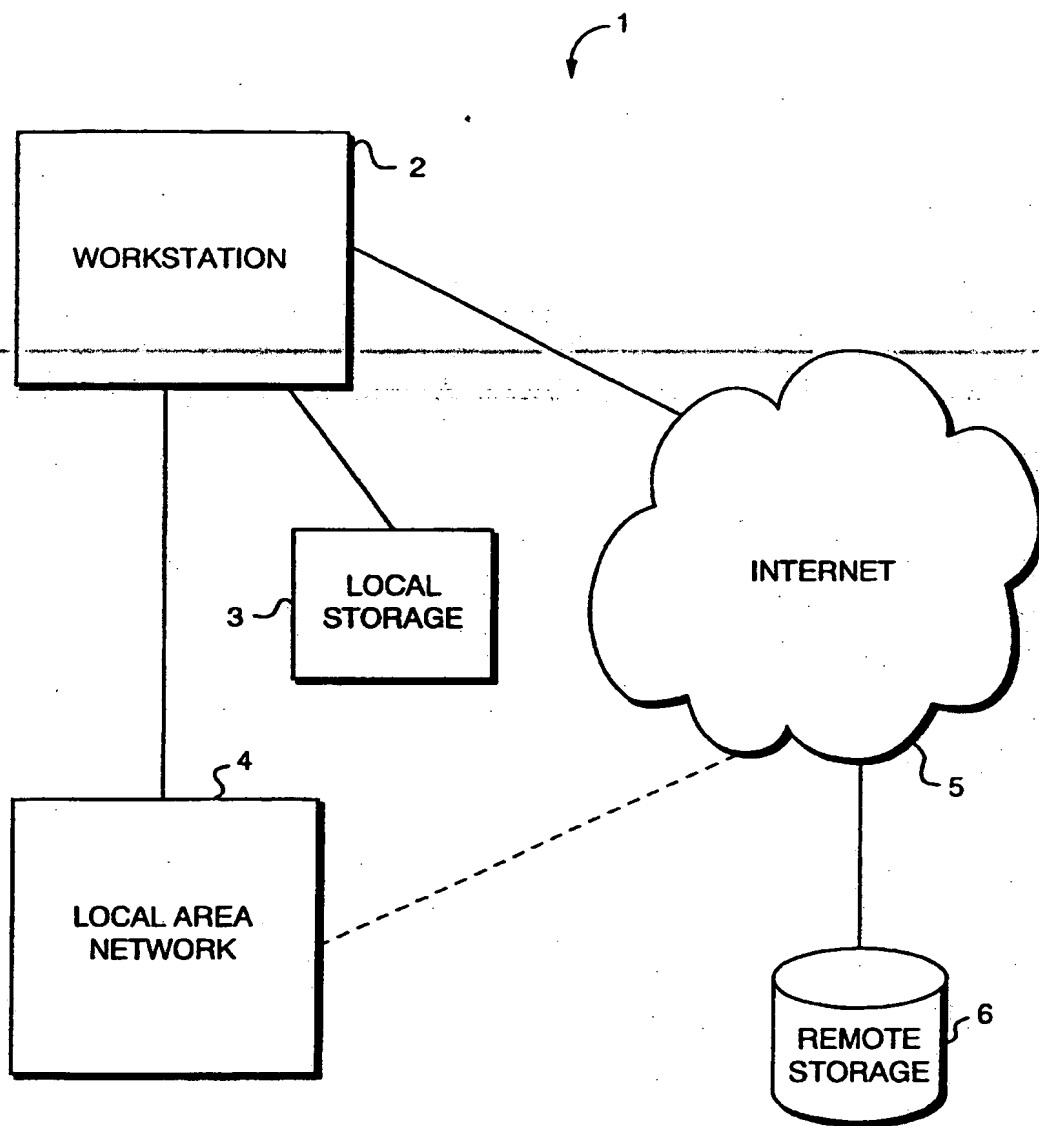 1
2
WORKSTATION
LOCAL
STORAGE
3
INTERNET
4
5
LOCAL AREA
NETWORK
6
REMOTE
STORAGE